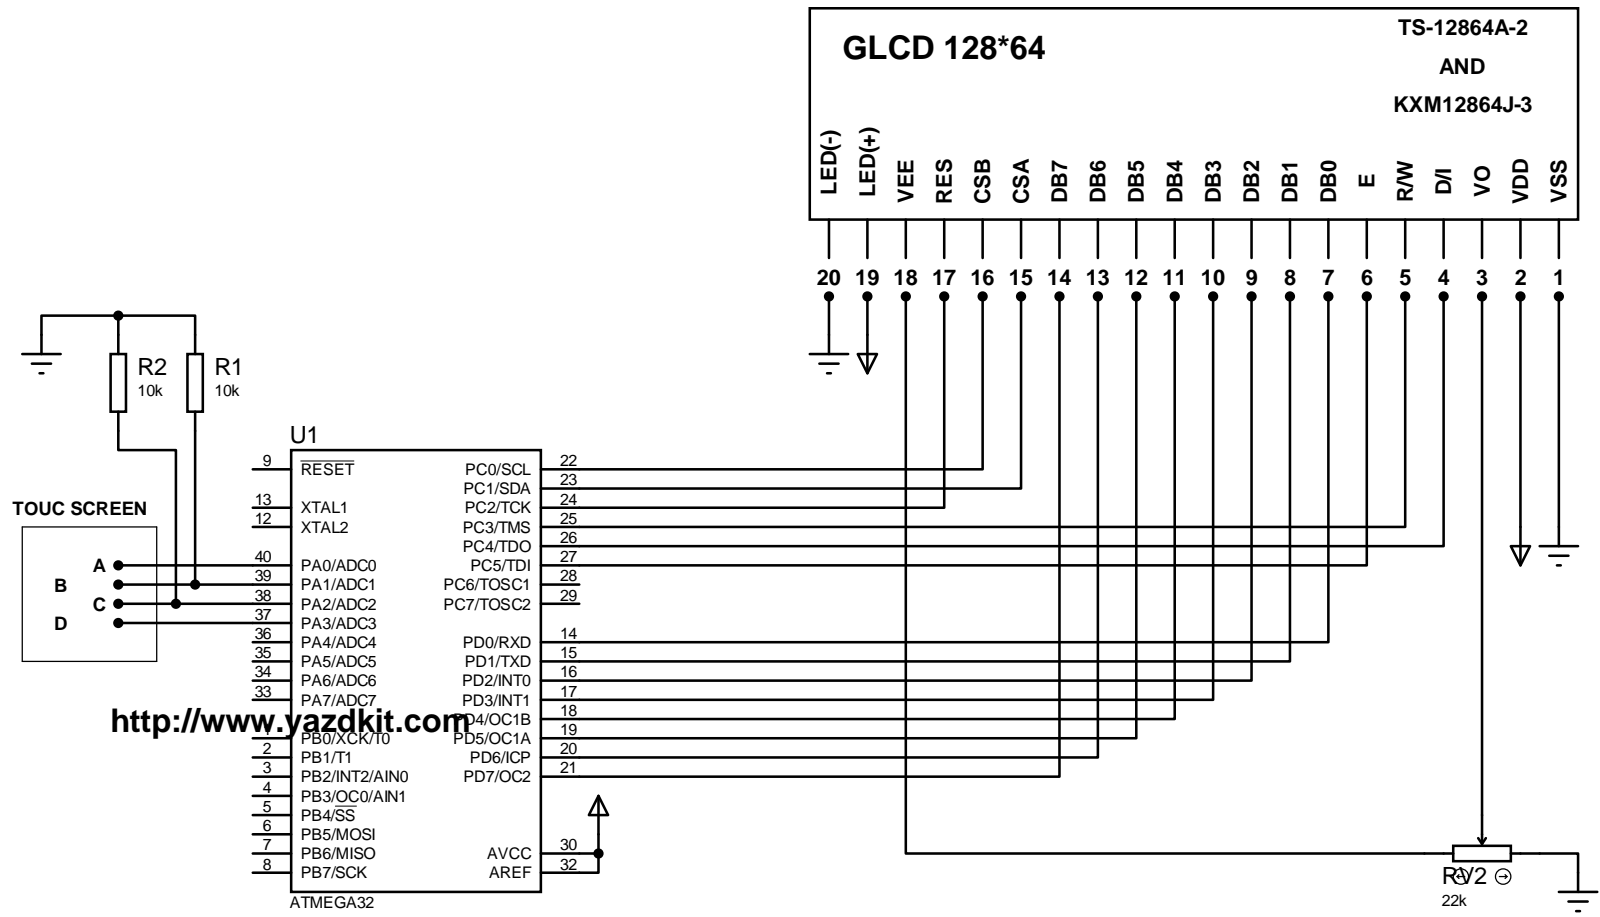 GLCD 128*64
TS-12864A-2
AND
KXM12864J-3
LED(-)
LED(+)
VEE
RES
CSB
CSA
DB7
DB6
DB5
DB4
DB3
DB2
DB1
DB0
E
R/W
D/I
VO
VDD
VSS
20 19 18 17 16 15 14 13 12 11 10 9 8 7 6 5 4 3 2 1
R2
10k
R1
10k
TOUC SCREEN
A
B
C
D
U1
9 RESET
13 XTAL1
12 XTAL2
40 PA0/ADC0
39 PA1/ADC1
38 PA2/ADC2
37 PA3/ADC3
36 PA4/ADC4
35 PA5/ADC5
34 PA6/ADC6
33 PA7/ADC7
http://www.yazdkit.com
1 PB0/XCK/T0
2 PB1/T1
3 PB2/INT2/AIN0
4 PB3/OC0/AIN1
5 PB4/SS
6 PB5/MOSI
7 PB6/MISO
8 PB7/SCK
PC0/SCL 22
PC1/SDA 23
PC2/TCK 24
PC3/TMS 25
PC4/TDO 26
PC5/TDI 27
PC6/TOSC1 28
PC7/TOSC2 29
PD0/RXD 14
PD1/TXD 15
PD2/INT0 16
PD3/INT1 17
PD4/OC1B 18
PD5/OC1A 19
PD6/ICP 20
PD7/OC2 21
AVCC 30
AREF 32
ATMEGA32
RV2
22k